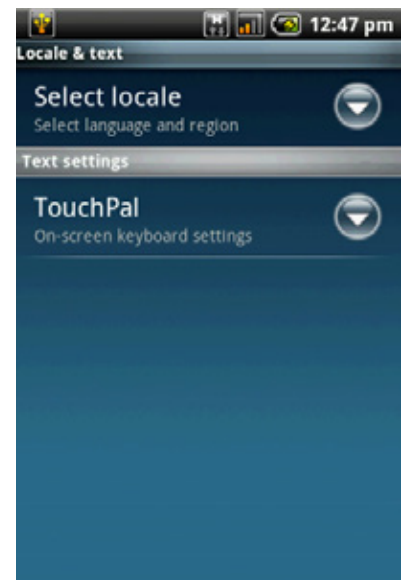 12:47 pm
Locale & text
Select locale
Select language and region
Text settings
TouchPal
On-screen keyboard settings